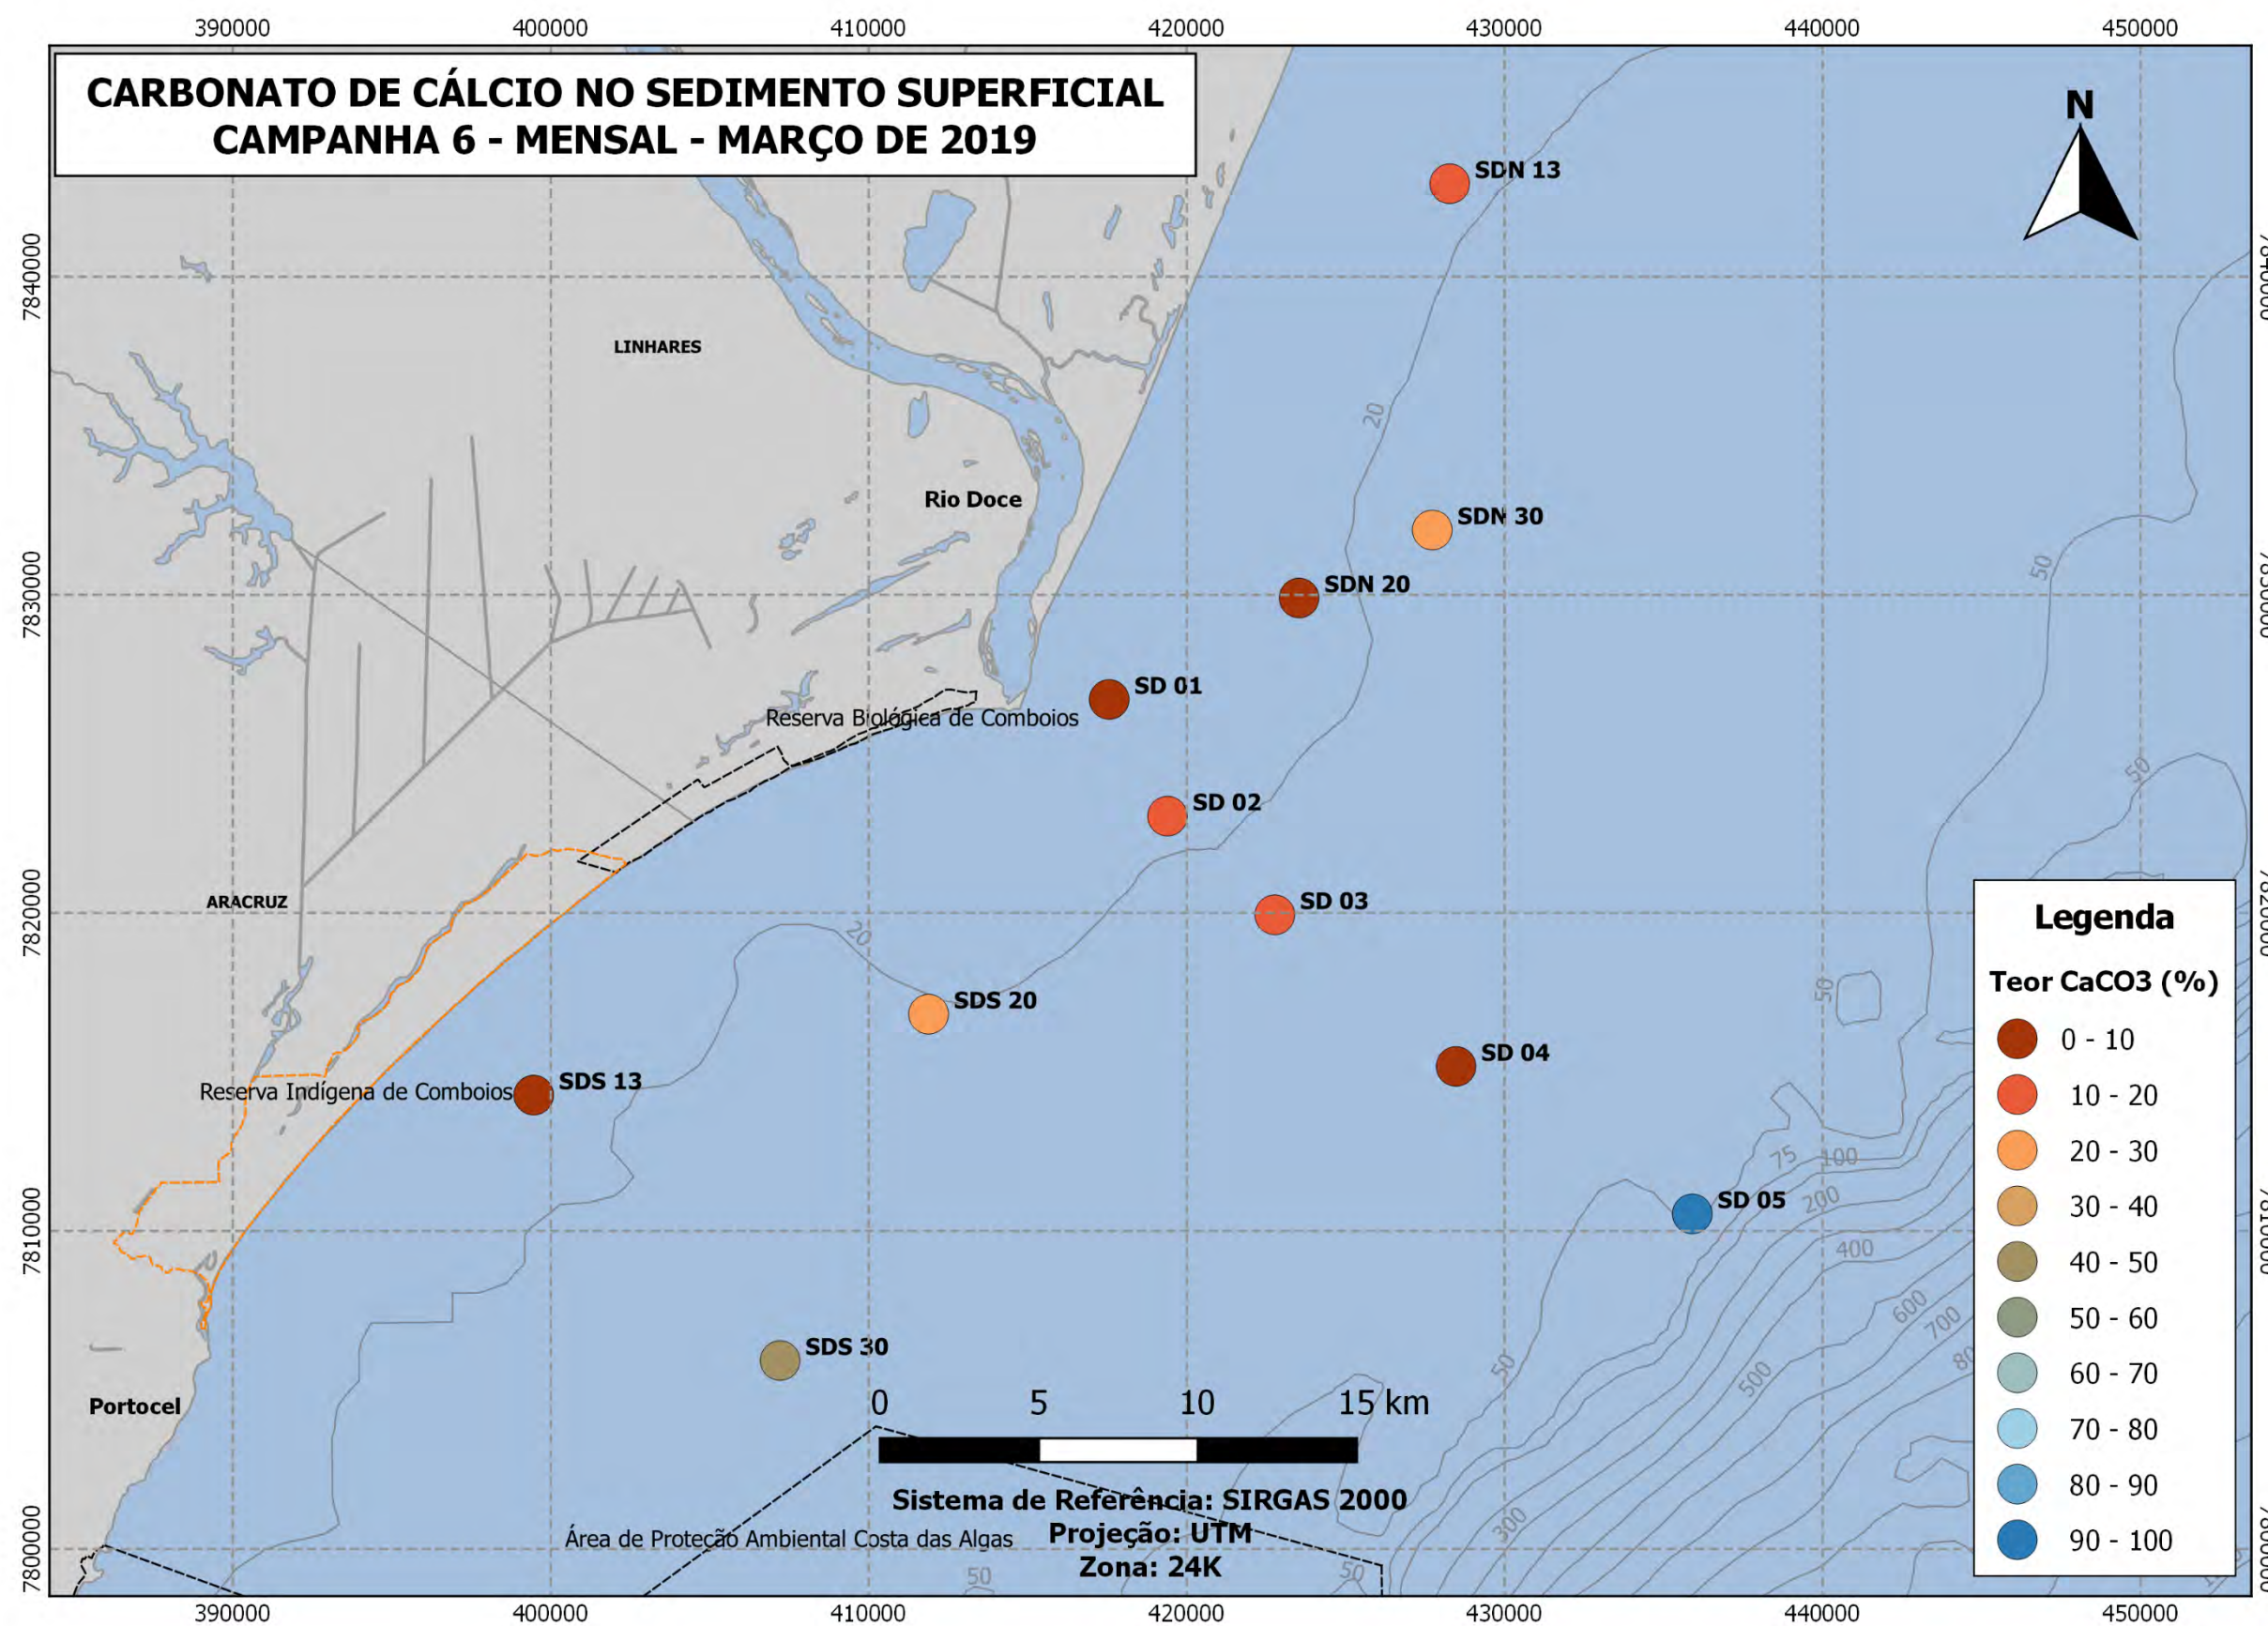 390000 400000 410000 420000 430000 440000 450000
CARBONATO DE CÁLCIO NO SEDIMENTO SUPERFICIAL
CAMPANHA 6 - MENSAL - MARÇO DE 2019
N
SDN 13
7840000
7840000
LINHARES
20
Rio Doce
SDN 30
50
7830000
SDN 20
7830000
SD 01
Reserva Biológica de Comboios
50
SD 02
ARACRUZ
SD 03
7820000
20
7820000
SDS 20
50
SD 04
SDS 13
Reserva Indígena de Comboios
75 100
SD 05
200
7810000
400
7810000
600
700
SDS 30
50
500
80
Portocel
0 5 10 15 km
Sistema de Referência: SIRGAS 2000
Projeção: UTM
Zona: 24K
300
Área de Proteção Ambiental Costa das Algas
7800000
50
50
Legenda
Teor CaCO3 (%)
0 - 10
10 - 20
20 - 30
30 - 40
40 - 50
50 - 60
60 - 70
70 - 80
80 - 90
90 - 100
390000 400000 410000 420000 430000 440000 450000